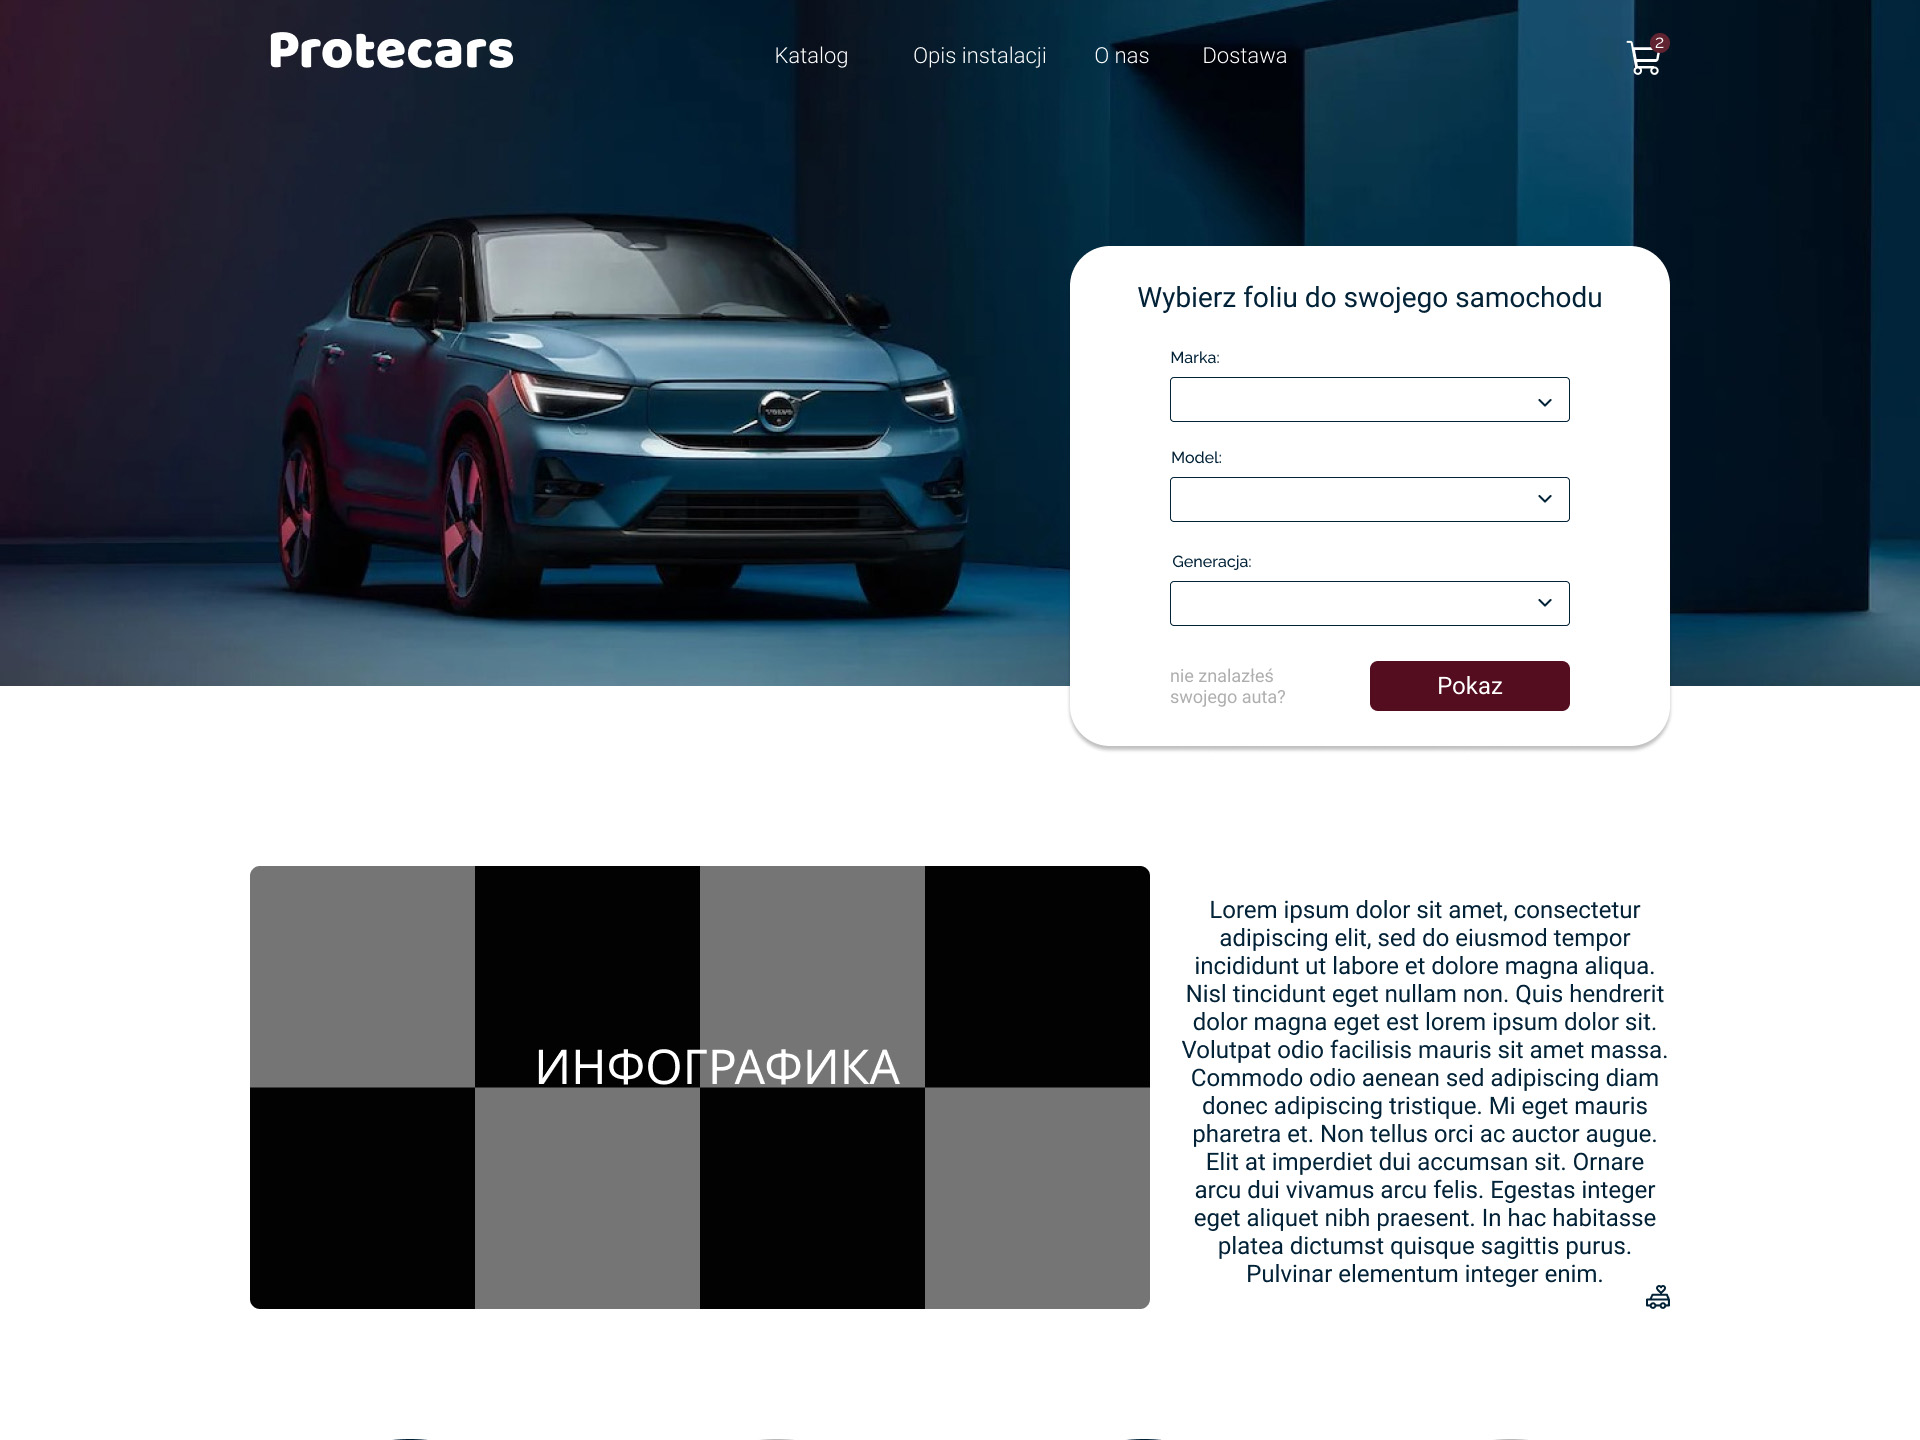 Protecars
Katalog
Opis instalacji
O nas
Dostawa
2
VOLVO
Wybierz foliu do swojego samochodu
Marka:
Model:
Generacja:
nie znalazłeś
swojego auta?
Pokaz
ИНФОГРАФИКА
Lorem ipsum dolor sit amet, consectetur
adipiscing elit, sed do eiusmod tempor
incididunt ut labore et dolore magna aliqua.
Nisl tincidunt eget nullam non. Quis hendrerit
dolor magna eget est lorem ipsum dolor sit.
Volutpat odio facilisis mauris sit amet massa.
Commodo odio aenean sed adipiscing diam
donec adipiscing tristique. Mi eget mauris
pharetra et. Non tellus orci ac auctor augue.
Elit at imperdiet dui accumsan sit. Ornare
arcu dui vivamus arcu felis. Egestas integer
eget aliquet nibh praesent. In hac habitasse
platea dictumst quisque sagittis purus.
Pulvinar elementum integer enim.